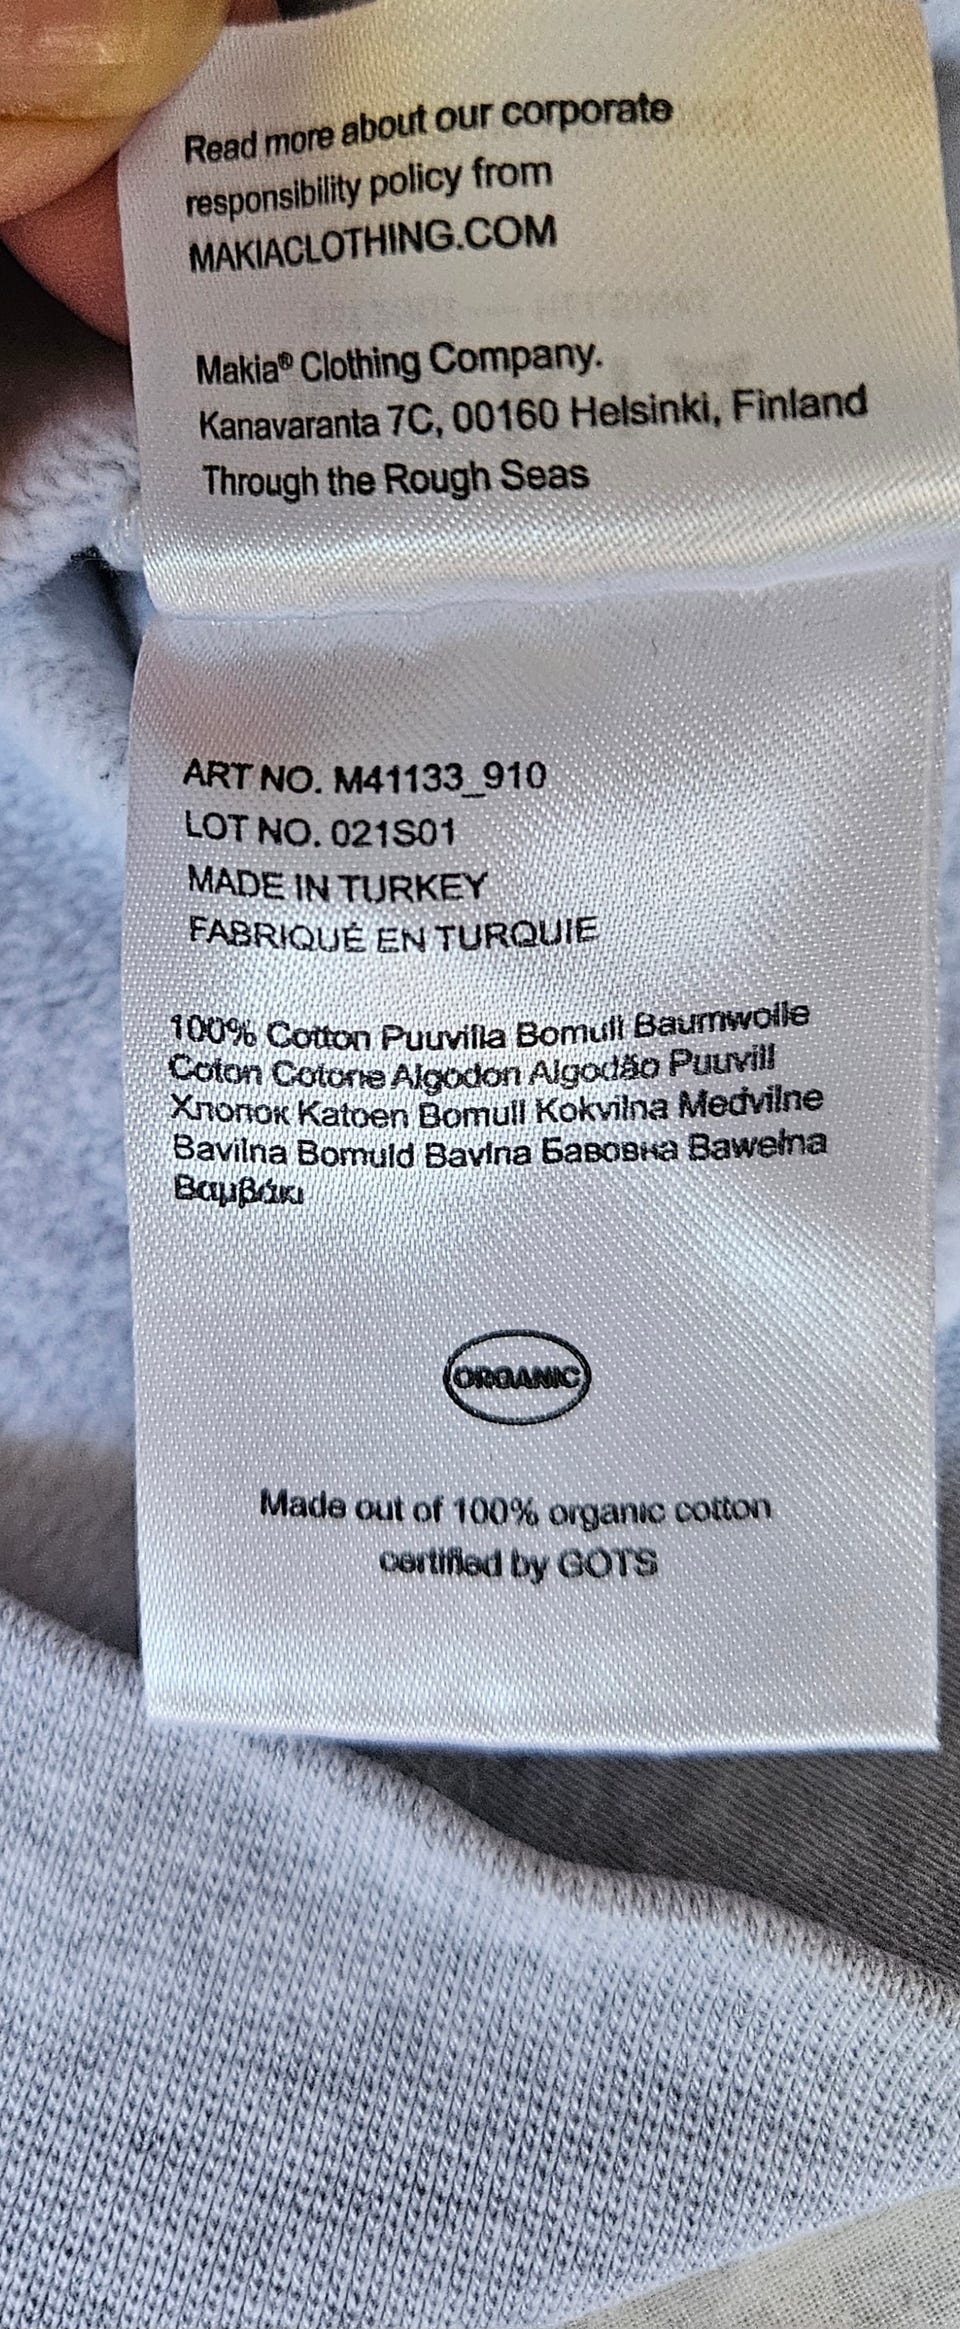 Read more about our corporate
responsibility policy from
MAKIACLOTHING.COM
Makia® Clothing Company.
Kanavaranta 7C, 00160 Helsinki, Finland
Through the Rough Seas
ART NO. M41133_910
LOT NO. 021S01
MADE IN TURKEY
FABRIQUÉ EN TURQUIE
100% Cotton Puuvilla Bomull Baumwolle
Coton Cotone Algodon Algodão Puuvill
Хлопок Katoen Bomull Kokvilna Medvilne
Bavilna Bomuld Bavlna Бавовна Bawełna
Βαμβάκι
ORGANIC
Made out of 100% organic cotton
certified by GOTS